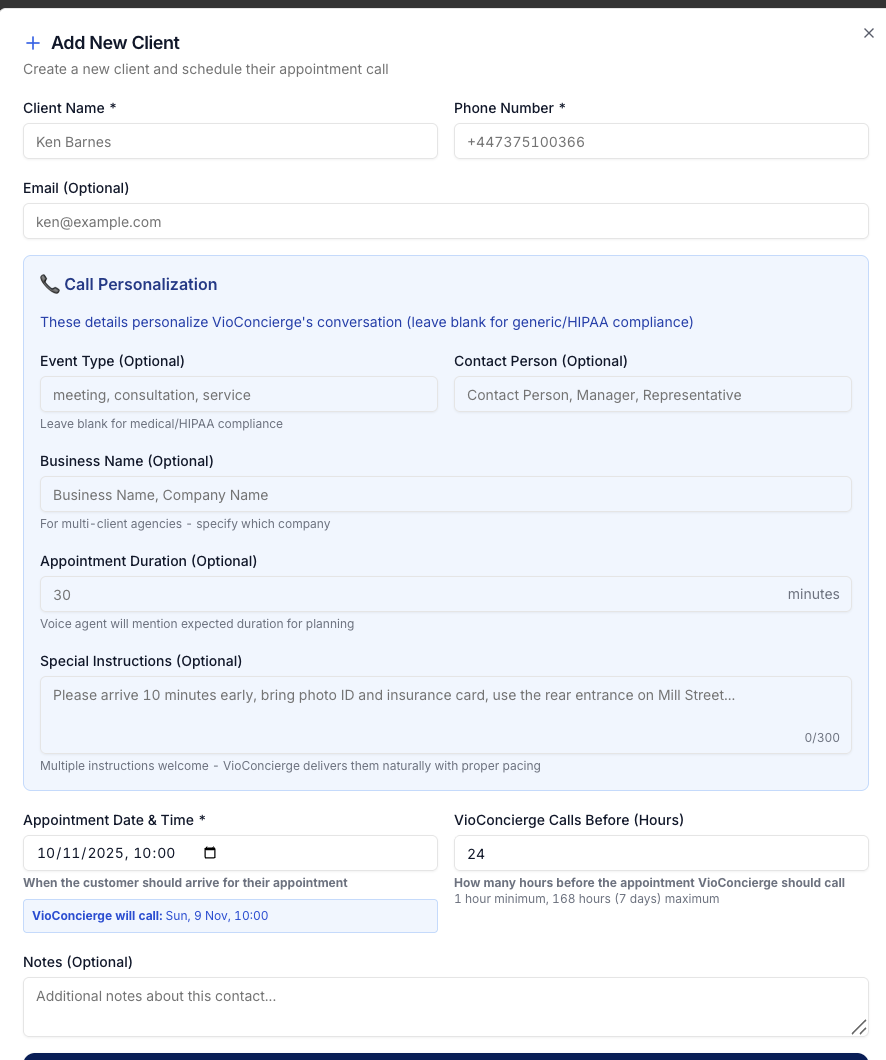 Add New Client
Create a new client and schedule their appointment call
Client Name *
Phone Number *
Ken Barnes
+447375100366
Email (Optional)
ken@example.com
Call Personalization
These details personalize VioConcierge's conversation (leave blank for generic/HIPAA compliance)
Event Type (Optional)
Contact Person (Optional)
meeting, consultation, service
Contact Person, Manager, Representative
Leave blank for medical/HIPAA compliance
Business Name (Optional)
Business Name, Company Name
For multi-client agencies - specify which company
Appointment Duration (Optional)
30
minutes
Voice agent will mention expected duration for planning
Special Instructions (Optional)
Please arrive 10 minutes early, bring photo ID and insurance card, use the rear entrance on Mill Street...
0/300
Multiple instructions welcome - VioConcierge delivers them naturally with proper pacing
Appointment Date & Time *
VioConcierge Calls Before (Hours)
10/11/2025, 10:00
24
When the customer should arrive for their appointment
How many hours before the appointment VioConcierge should call
1 hour minimum, 168 hours (7 days) maximum
VioConcierge will call: Sun, 9 Nov, 10:00
Notes (Optional)
Additional notes about this contact...